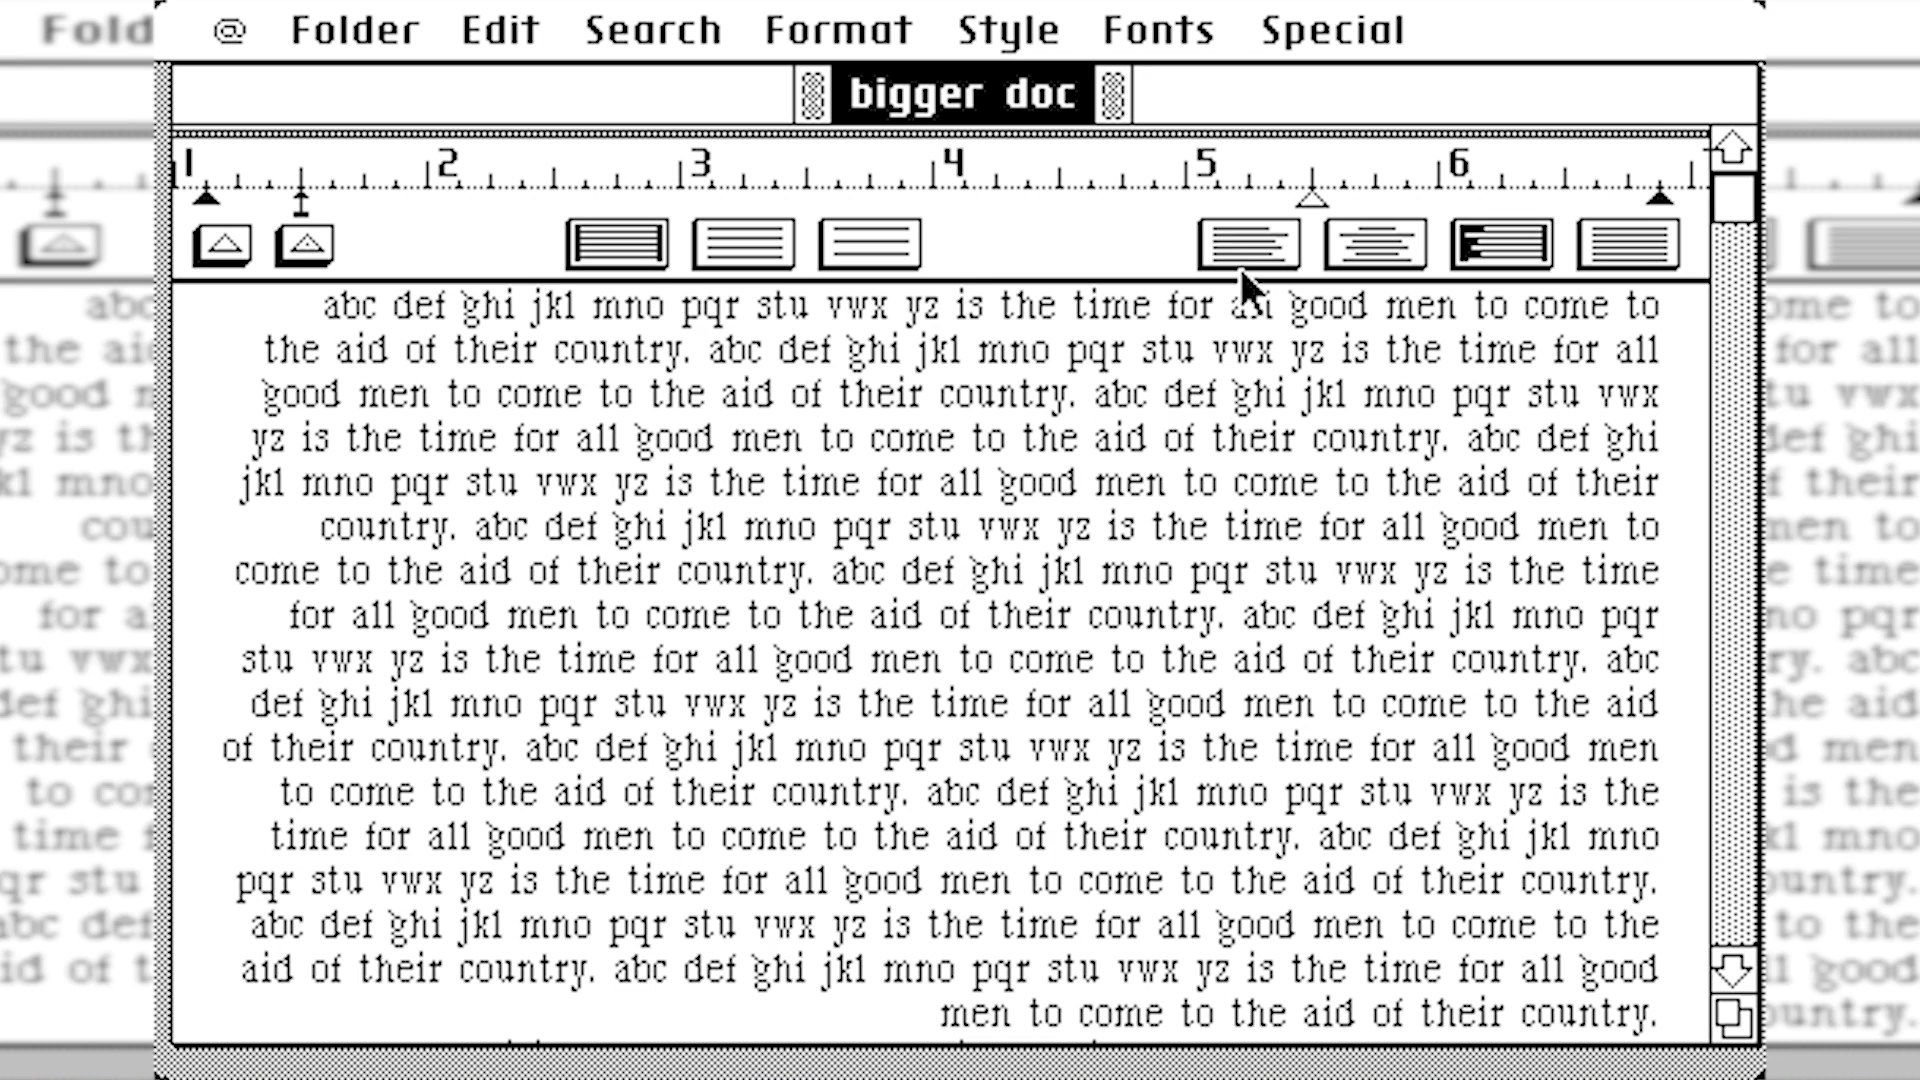 @ Folder Edit Search Format Style Fonts Special
bigger doc
1 2 3 4 5 6
abc def ghi jkl mno pqr stu vwx yz is the time for all good men to come to
the aid of their country. abc def ghi jkl mno pqr stu vwx yz is the time for all
good men to come to the aid of their country. abc def ghi jkl mno pqr stu vwx
yz is the time for all good men to come to the aid of their country. abc def ghi
jkl mno pqr stu vwx yz is the time for all good men to come to the aid of their
country. abc def ghi jkl mno pqr stu vwx yz is the time for all good men to
come to the aid of their country. abc def ghi jkl mno pqr stu vwx yz is the time
for all good men to come to the aid of their country. abc def ghi jkl mno pqr
stu vwx yz is the time for all good men to come to the aid of their country. abc
def ghi jkl mno pqr stu vwx yz is the time for all good men to come to the aid
of their country. abc def ghi jkl mno pqr stu vwx yz is the time for all good men
to come to the aid of their country. abc def ghi jkl mno pqr stu vwx yz is the
time for all good men to come to the aid of their country. abc def ghi jkl mno
pqr stu vwx yz is the time for all good men to come to the aid of their country.
abc def ghi jkl mno pqr stu vwx yz is the time for all good men to come to the
aid of their country. abc def ghi jkl mno pqr stu vwx yz is the time for all good
men to come to the aid of their country.